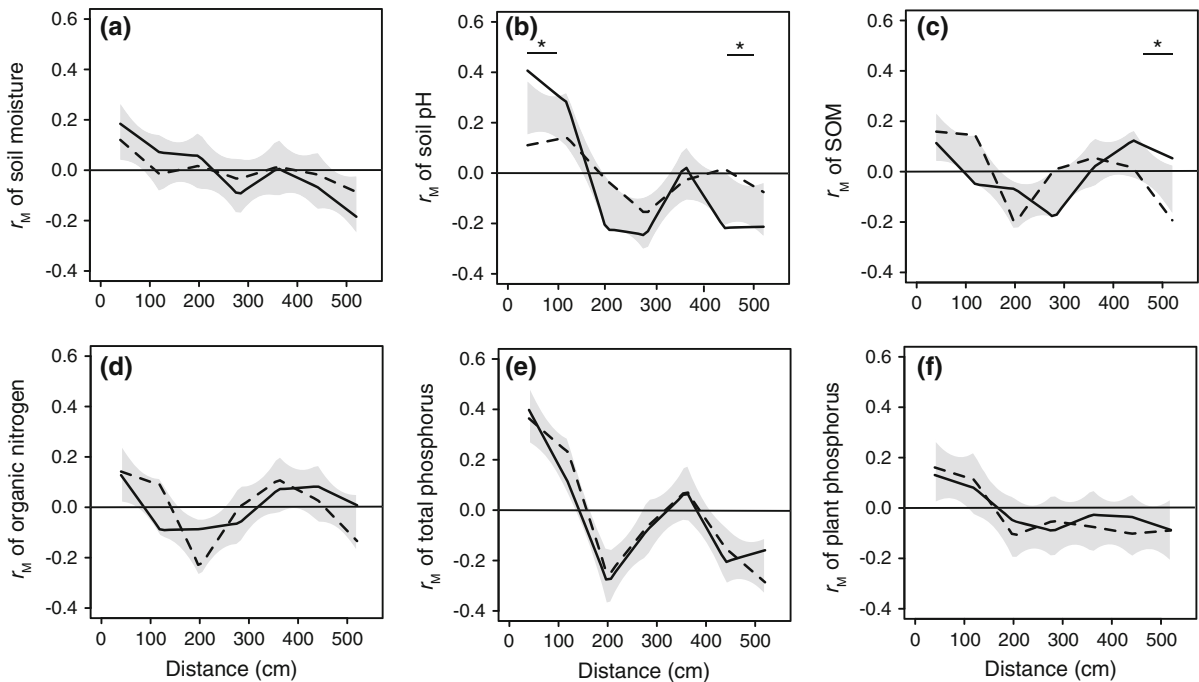 (a)
r_M of soil moisture
0.6
0.4
0.2
0.0
-0.2
-0.4
0 100 200 300 400 500
(b)
*
*
r_M of soil pH
0.6
0.4
0.2
0.0
-0.2
-0.4
0 100 200 300 400 500
(c)
*
r_M of SOM
0.6
0.4
0.2
0.0
-0.2
-0.4
0 100 200 300 400 500
(d)
r_M of organic nitrogen
0.6
0.4
0.2
0.0
-0.2
-0.4
0 100 200 300 400 500
Distance (cm)
(e)
r_M of total phosphorus
0.6
0.4
0.2
0.0
-0.2
-0.4
0 100 200 300 400 500
Distance (cm)
(f)
r_M of plant phosphorus
0.6
0.4
0.2
0.0
-0.2
-0.4
0 100 200 300 400 500
Distance (cm)